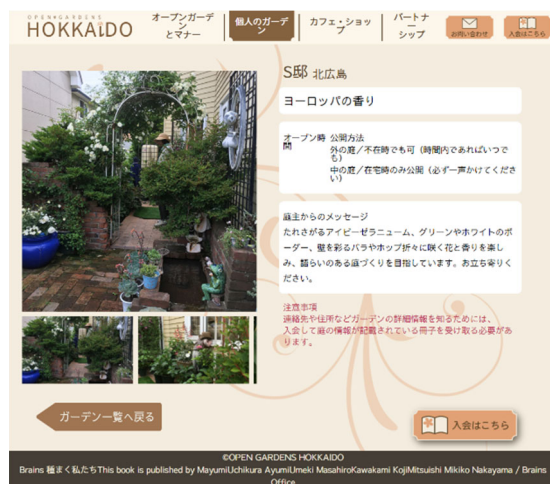 OPEN GARDENS
HOKKAiDO
オープンガーデ
ン
とマナー
個人のガーデ
ン
カフェ・ショッ
プ
パートナ
ー
シップ
お問い合わせ
入会はこちら
S邸 北広島
ヨーロッパの香り
オープン時
間
公開方法
外の庭／不在時でも可（時間内であればいつで
も）
中の庭／在宅時のみ公開（必ず一声かけてくださ
い）
庭主からのメッセージ
たれさがるアイビーゼラニューム、グリーンやホワイトのボ
ーダー、壁を彩るバラやホップ折々に咲く花と香りを楽し
み、語らいのある庭づくりを目指しています。お立ち寄りく
ださい。
注意事項
連絡先や住所などガーデンの詳細情報を知るためには、
入会して庭の情報が記載されている冊子を受け取る必要があ
ります。
ガーデン一覧へ戻る
入会はこちら
©OPEN GARDENS HOKKAIDO
Brains 種まく私たちThis book is published by MayumiUchikura AyumiUmeki MasahiroKawakami KojiMitsuishi Mikiko Nakayama / Brains
Office